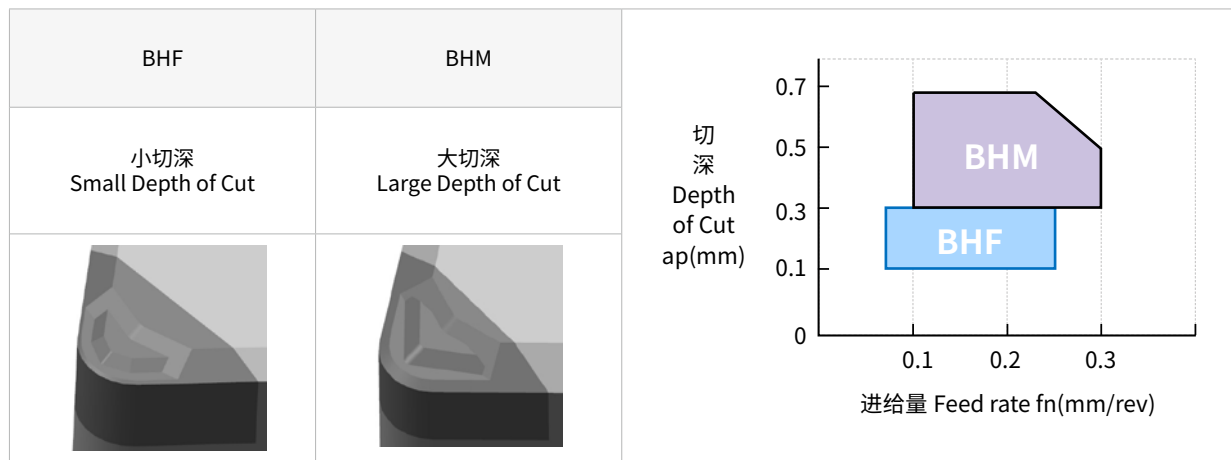 BHF
BHM
小切深
Small Depth of Cut
大切深
Large Depth of Cut
切
深
Depth
of Cut
ap(mm)
0.7
0.5
0.3
0.1
0
BHM
BHF
0.1
0.2
0.3
进给量 Feed rate fn(mm/rev)